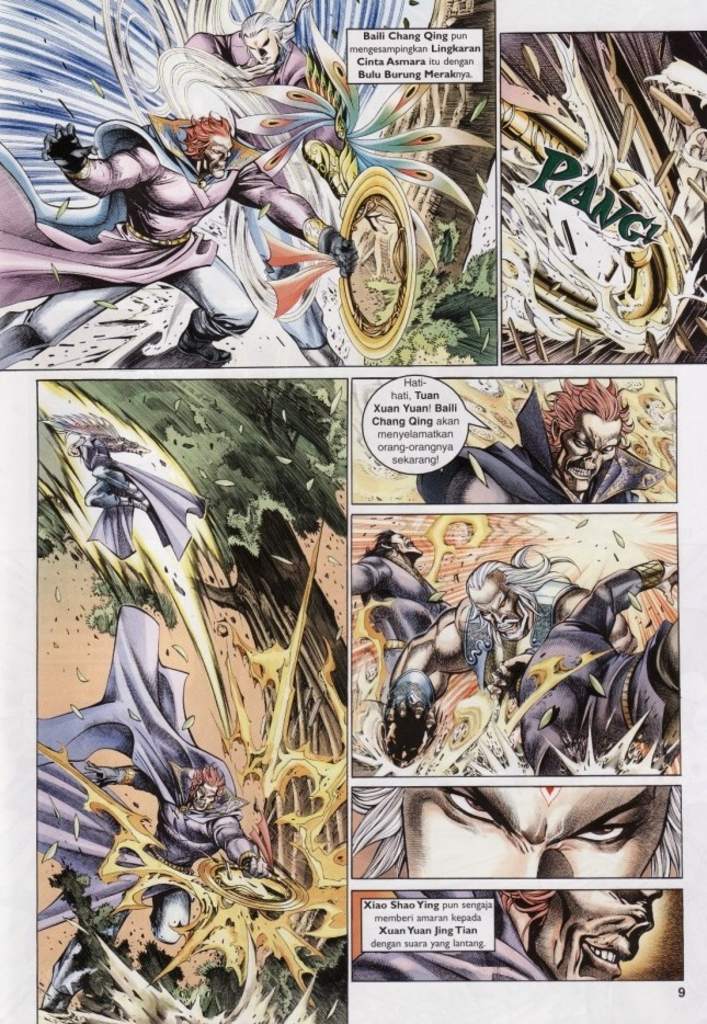 Baili Chang Qing pun
mengesampingkan Lingkaran
Cinta Asmara itu dengan
Bulu Burung Meraknya.
PANG!
Hati-
hati, Tuan
Xuan Yuan! Baili
Chang Qing akan
menyelamatkan
orang-orangnya
sekarang!
Xiao Shao Ying pun sengaja
memberi amaran kepada
Xuan Yuan Jing Tian
dengan suara yang lantang.
9